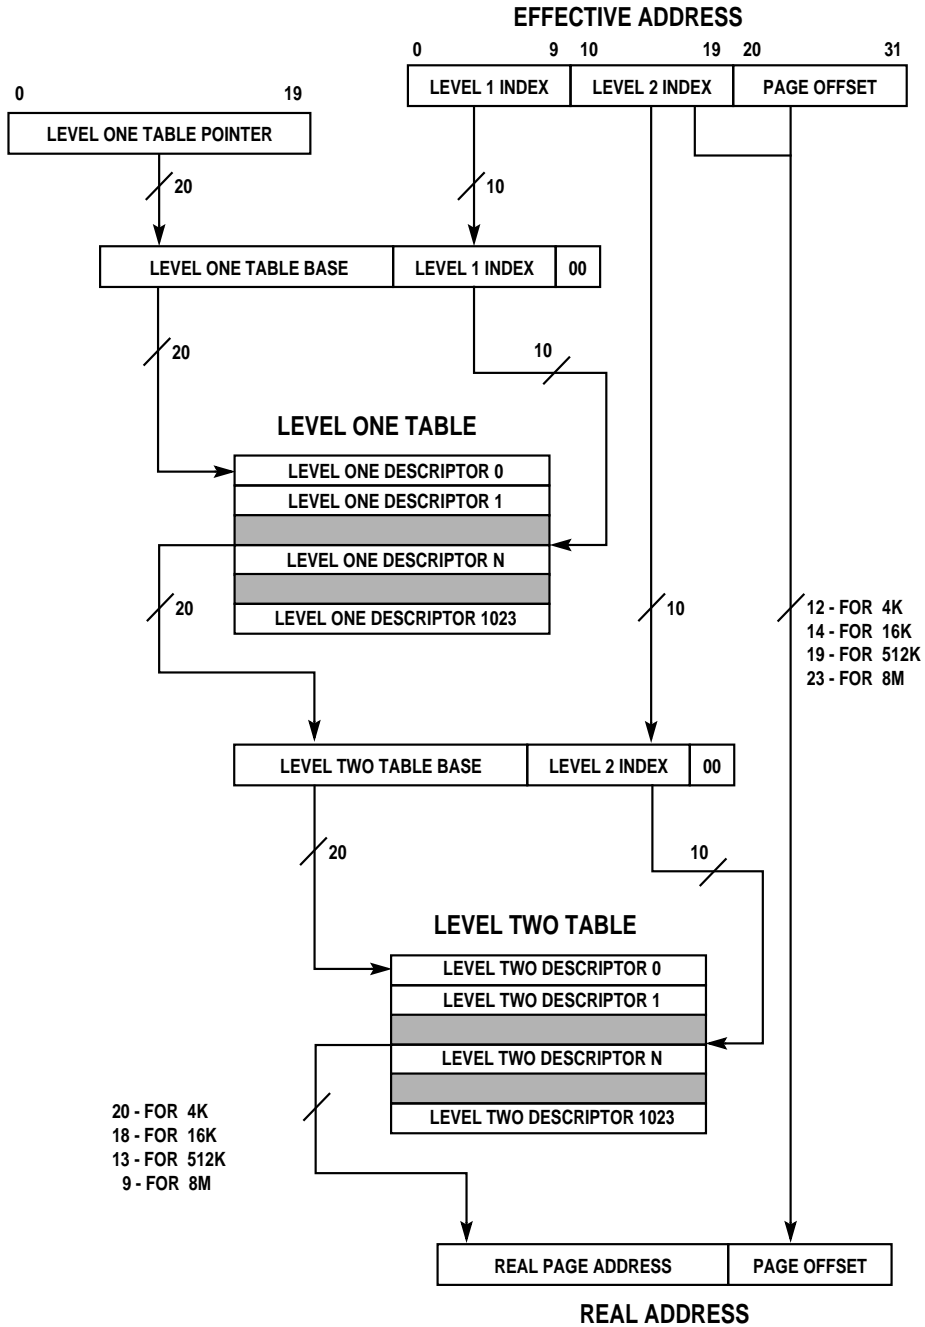 EFFECTIVE ADDRESS
0 9 10 19 20 31
LEVEL 1 INDEX LEVEL 2 INDEX PAGE OFFSET
0 19
LEVEL ONE TABLE POINTER
20
10
LEVEL ONE TABLE BASE LEVEL 1 INDEX 00
20
10
LEVEL ONE TABLE
LEVEL ONE DESCRIPTOR 0
LEVEL ONE DESCRIPTOR 1
LEVEL ONE DESCRIPTOR N
LEVEL ONE DESCRIPTOR 1023
20
10
12 - FOR 4K
14 - FOR 16K
19 - FOR 512K
23 - FOR 8M
LEVEL TWO TABLE BASE LEVEL 2 INDEX 00
20
10
LEVEL TWO TABLE
LEVEL TWO DESCRIPTOR 0
LEVEL TWO DESCRIPTOR 1
LEVEL TWO DESCRIPTOR N
LEVEL TWO DESCRIPTOR 1023
20 - FOR 4K
18 - FOR 16K
13 - FOR 512K
9 - FOR 8M
REAL PAGE ADDRESS PAGE OFFSET
REAL ADDRESS